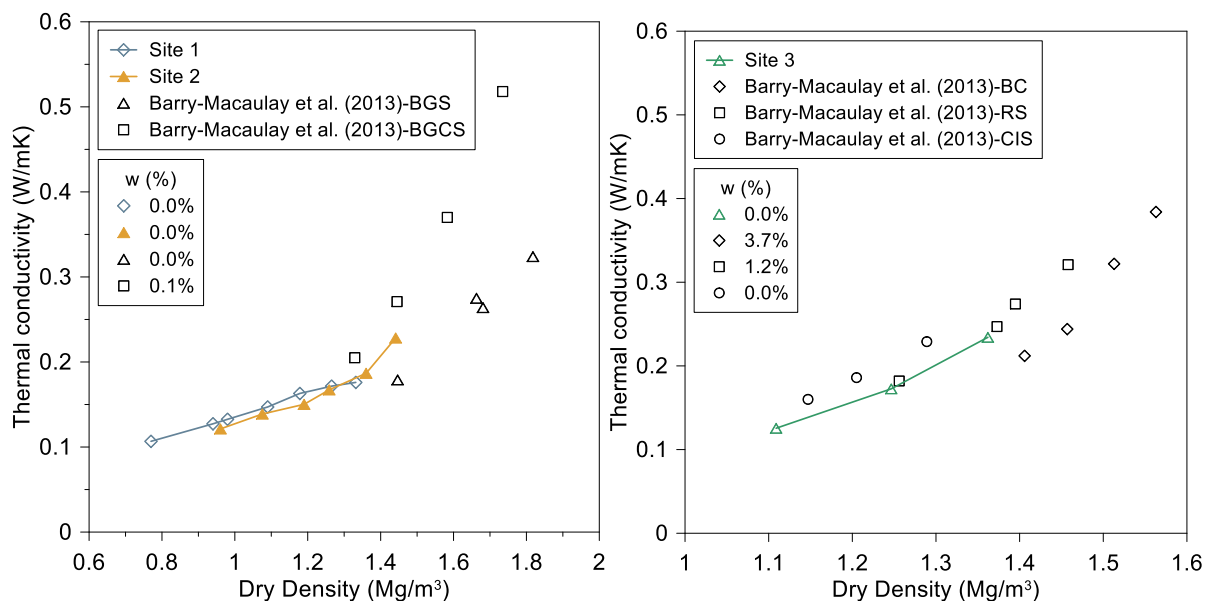 0.6
0.5
0.4
0.3
0.2
0.1
0
Thermal conductivity (W/mK)
Site 1
Site 2
Barry-Macaulay et al. (2013)-BGS
Barry-Macaulay et al. (2013)-BGCS
w (%)
0.0%
0.0%
0.0%
0.1%
0.6 0.8 1 1.2 1.4 1.6 1.8 2
Dry Density (Mg/m³)
0.6
0.5
0.4
0.3
0.2
0.1
0
Thermal conductivity (W/mK)
Site 3
Barry-Macaulay et al. (2013)-BC
Barry-Macaulay et al. (2013)-RS
Barry-Macaulay et al. (2013)-CIS
w (%)
0.0%
3.7%
1.2%
0.0%
1 1.1 1.2 1.3 1.4 1.5 1.6
Dry Density (Mg/m³)